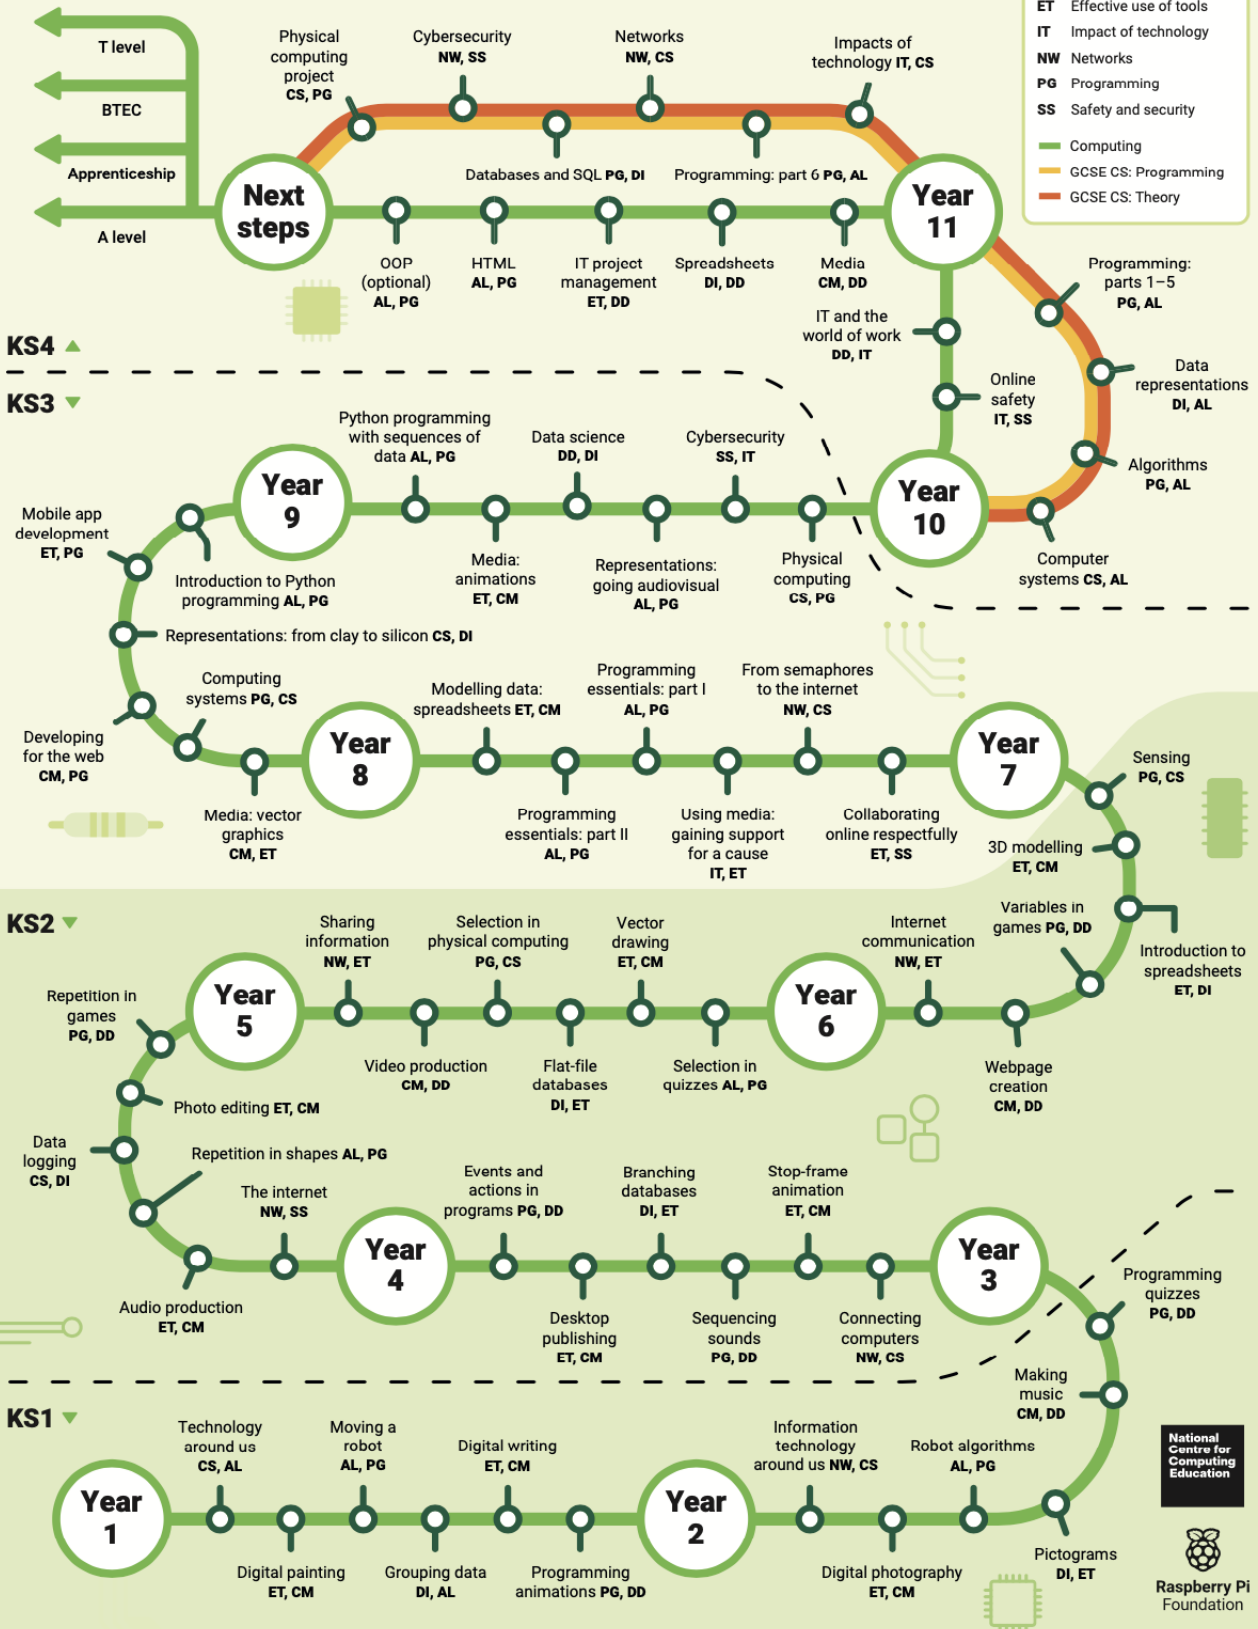 T level
BTEC
Apprenticeship
A level
Next
steps
Physical
computing
project
CS, PG
Cybersecurity
NW, SS
Databases and SQL PG, DI
Networks
NW, CS
Programming: part 6 PG, AL
Impacts of
technology IT, CS
ET Effective use of tools
IT Impact of technology
NW Networks
PG Programming
SS Safety and security
Computing
GCSE CS: Programming
GCSE CS: Theory
OOP
(optional)
AL, PG
HTML
AL, PG
IT project
management
ET, DD
Spreadsheets
DI, DD
Media
CM, DD
Year
11
Programming:
parts 1–5
PG, AL
Data
representations
DI, AL
Algorithms
PG, AL
Computer
systems CS, AL
IT and the
world of work
DD, IT
Online
safety
IT, SS
KS4
KS3
Year
10
Physical
computing
CS, PG
Cybersecurity
SS, IT
Representations:
going audiovisual
AL, PG
Data science
DD, DI
Media:
animations
ET, CM
Python programming
with sequences of
data AL, PG
Year
9
Introduction to Python
programming AL, PG
Mobile app
development
ET, PG
Representations: from clay to silicon CS, DI
Developing
for the web
CM, PG
Computing
systems PG, CS
Media: vector
graphics
CM, ET
Year
8
Modelling data:
spreadsheets ET, CM
Programming
essentials: part II
AL, PG
Programming
essentials: part I
AL, PG
Using media:
gaining support
for a cause
IT, ET
From semaphores
to the internet
NW, CS
Collaborating
online respectfully
ET, SS
Year
7
Sensing
PG, CS
3D modelling
ET, CM
Introduction to
spreadsheets
ET, DI
Variables in
games PG, DD
Webpage
creation
CM, DD
Internet
communication
NW, ET
KS2
Year
6
Selection in
quizzes AL, PG
Vector
drawing
ET, CM
Flat-file
databases
DI, ET
Selection in
physical computing
PG, CS
Video production
CM, DD
Sharing
information
NW, ET
Year
5
Repetition in
games
PG, DD
Photo editing ET, CM
Data
logging
CS, DI
Repetition in shapes AL, PG
Audio production
ET, CM
The internet
NW, SS
Year
4
Events and
actions in
programs PG, DD
Desktop
publishing
ET, CM
Branching
databases
DI, ET
Sequencing
sounds
PG, DD
Stop-frame
animation
ET, CM
Connecting
computers
NW, CS
Year
3
Programming
quizzes
PG, DD
Making
music
CM, DD
Pictograms
DI, ET
Robot algorithms
AL, PG
Digital photography
ET, CM
Information
technology
around us NW, CS
KS1
Year
2
Programming
animations PG, DD
Digital writing
ET, CM
Grouping data
DI, AL
Moving a
robot
AL, PG
Digital painting
ET, CM
Technology
around us
CS, AL
Year
1
National
Centre for
Computing
Education
Raspberry Pi
Foundation